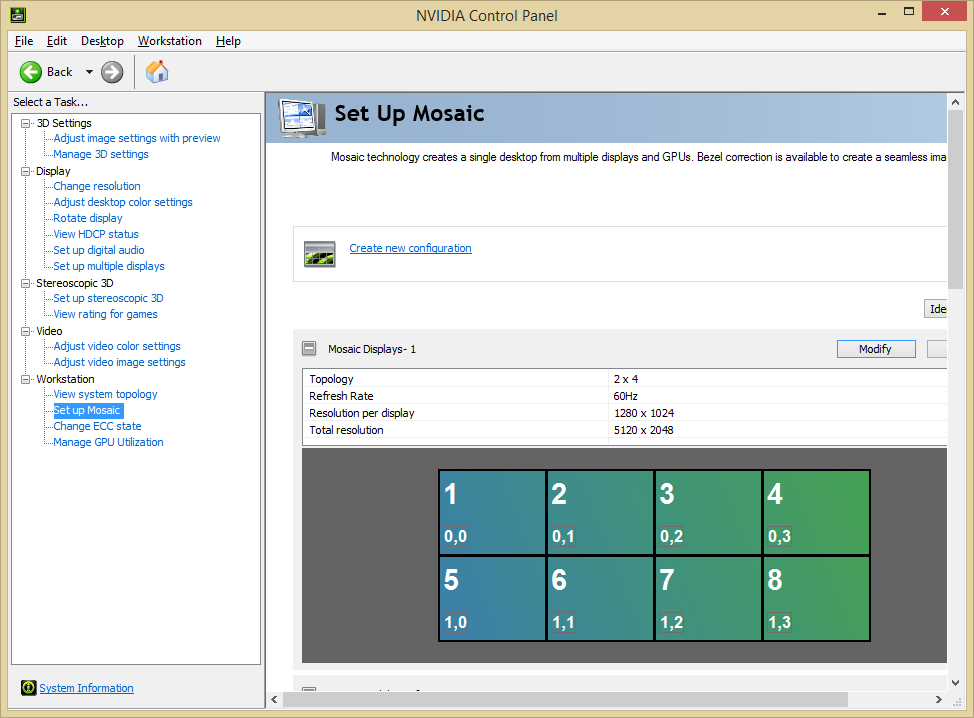 NVIDIA Control Panel
File Edit Desktop Workstation Help
Back
Select a Task...
3D Settings
Adjust image settings with preview
Manage 3D settings
Display
Change resolution
Adjust desktop color settings
Rotate display
View HDCP status
Set up digital audio
Set up multiple displays
Stereoscopic 3D
Set up stereoscopic 3D
View rating for games
Video
Adjust video color settings
Adjust video image settings
Workstation
View system topology
Set up Mosaic
Change ECC state
Manage GPU Utilization
System Information
Set Up Mosaic
Mosaic technology creates a single desktop from multiple displays and GPUs. Bezel correction is available to create a seamless ima
Create new configuration
Ide
Mosaic Displays- 1
Modify
Topology 2 x 4
Refresh Rate 60Hz
Resolution per display 1280 x 1024
Total resolution 5120 x 2048
1 2 3 4
0,0 0,1 0,2 0,3
5 6 7 8
1,0 1,1 1,2 1,3